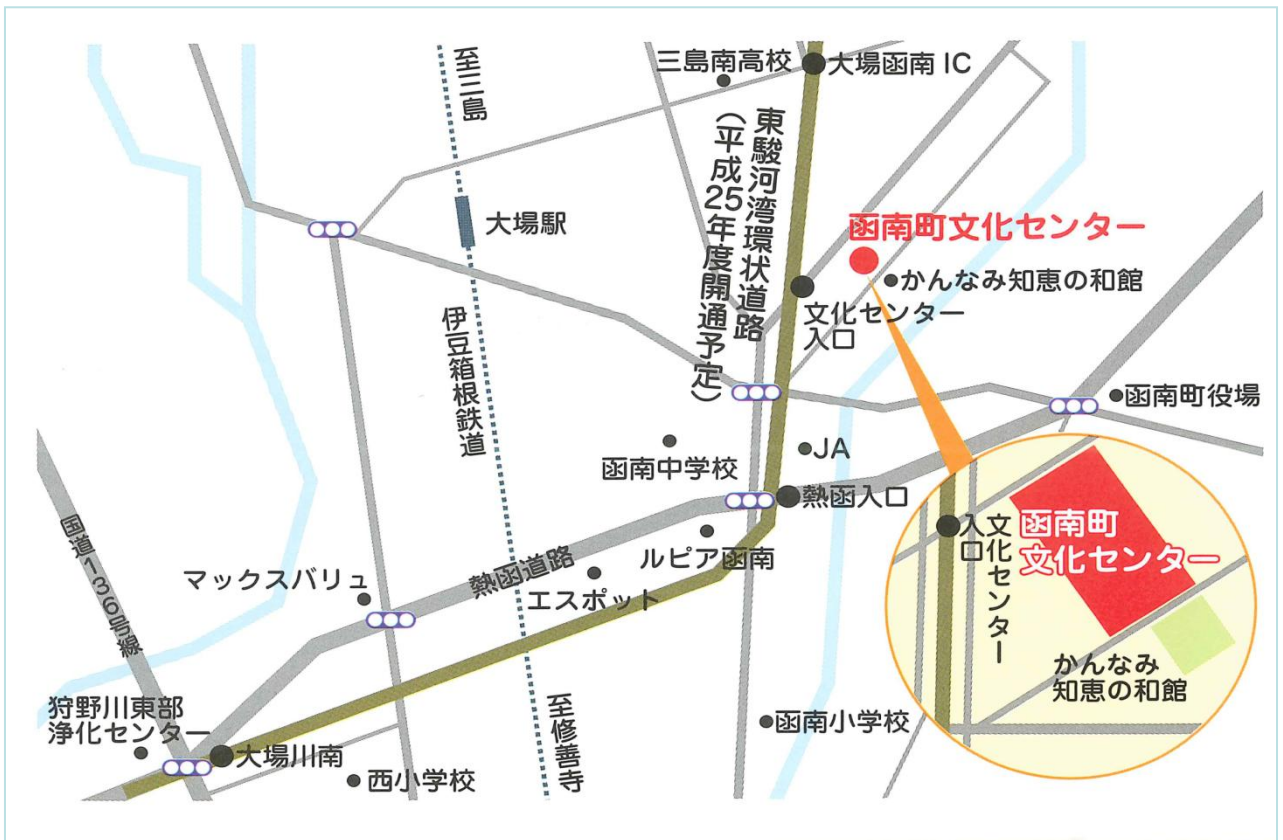 至三島
三島南高校
大場函南 IC
東駿河湾環状道路
（平成25年度開通予定）
大場駅
函南町文化センター
かんなみ知恵の和館
文化センター
入口
伊豆箱根鉄道
函南町役場
函南中学校
JA
熱函入口
国道136号線
マックスバリュ
熱函道路
エスポット
ルピア函南
函南町
文化センター
文化センター
入口
かんなみ
知恵の和館
狩野川東部
浄化センター
大場川南
西小学校
至修善寺
函南小学校